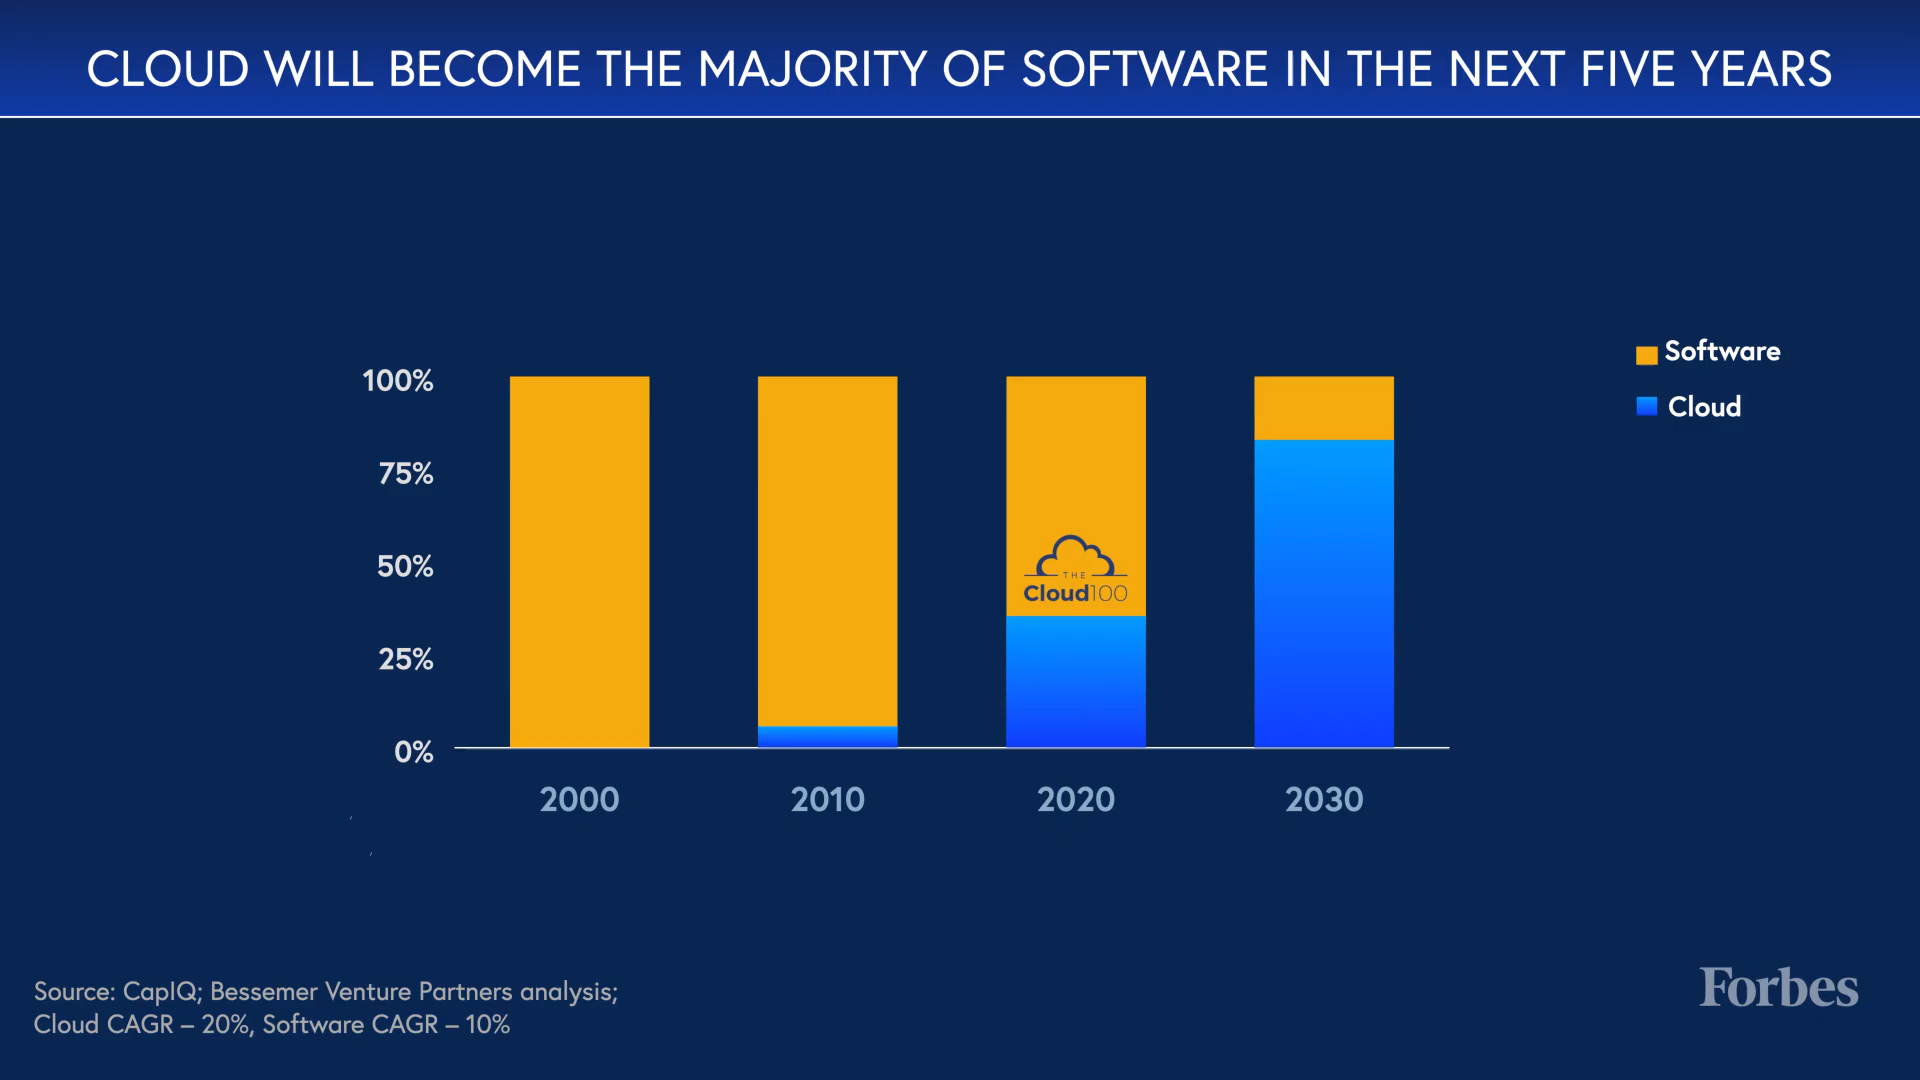 CLOUD WILL BECOME THE MAJORITY OF SOFTWARE IN THE NEXT FIVE YEARS
Software
Cloud
100%
75%
50%
25%
0%
THE
Cloud100
2000 2010 2020 2030
Source: CapIQ; Bessemer Venture Partners analysis;
Cloud CAGR – 20%, Software CAGR – 10%
Forbes